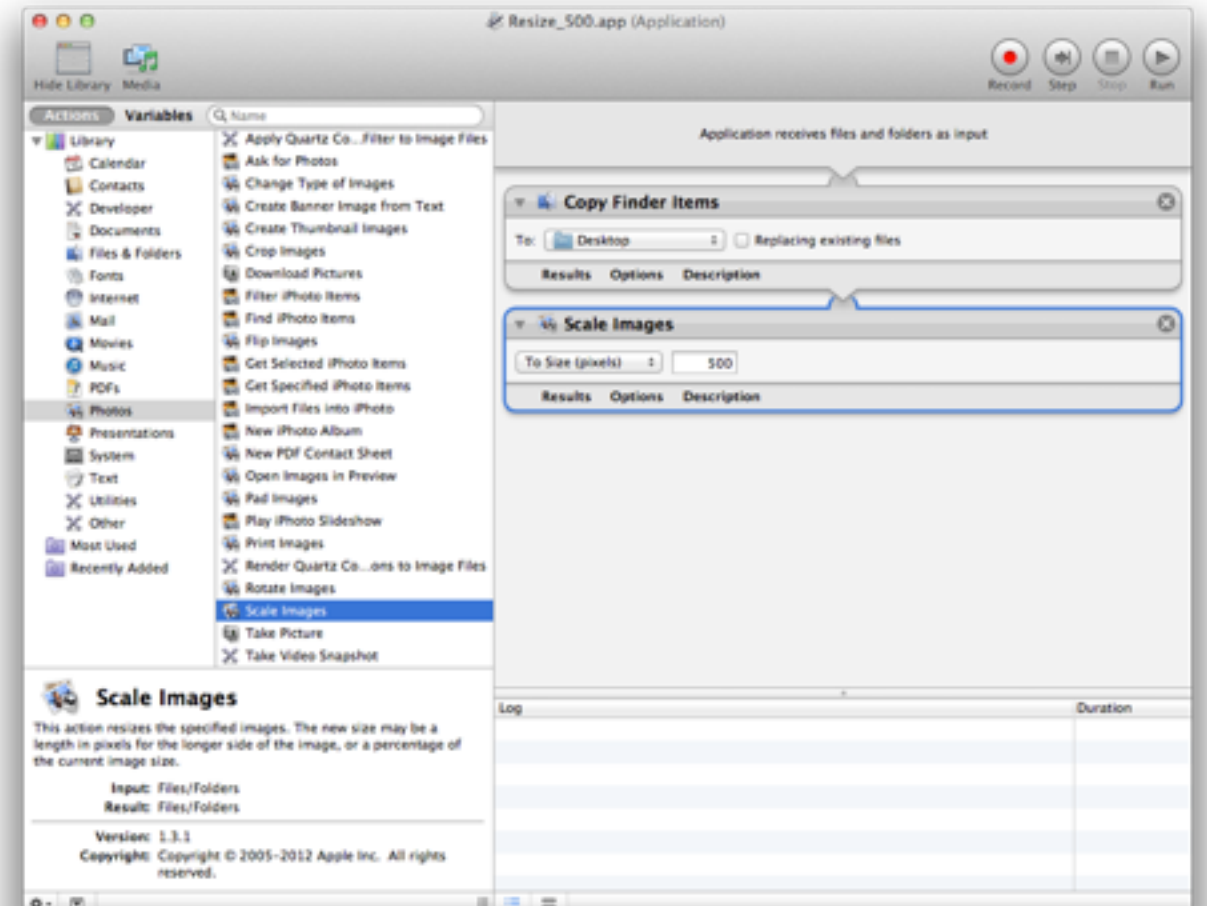 Resize_500.app (Application)
Hide Library Media
Record Step Stop Run
Actions Variables Name
Library
Calendar
Contacts
Developer
Documents
Files & Folders
Fonts
Internet
Mail
Movies
Music
PDFs
Photos
Presentations
System
Text
Utilities
Other
Most Used
Recently Added
Apply Quartz Co...Filter to Image Files
Ask for Photos
Change Type of Images
Create Banner Image from Text
Create Thumbnail Images
Crop Images
Download Pictures
Filter iPhoto Items
Find iPhoto Items
Flip Images
Get Selected iPhoto Items
Get Specified iPhoto Items
Import Files into iPhoto
New iPhoto Album
New PDF Contact Sheet
Open Images in Preview
Pad Images
Play iPhoto Slideshow
Print Images
Render Quartz Co...ons to Image Files
Rotate Images
Scale Images
Take Picture
Take Video Snapshot
Scale Images
This action resizes the specified images. The new size may be a
length in pixels for the longer side of the image, or a percentage of
the current image size.
Input: Files/Folders
Result: Files/Folders
Version: 1.3.1
Copyright: Copyright © 2005-2012 Apple Inc. All rights
reserved.
Application receives files and folders as input
Copy Finder Items
To: Desktop Replacing existing files
Results Options Description
Scale Images
To Size (pixels) 500
Results Options Description
Log Duration